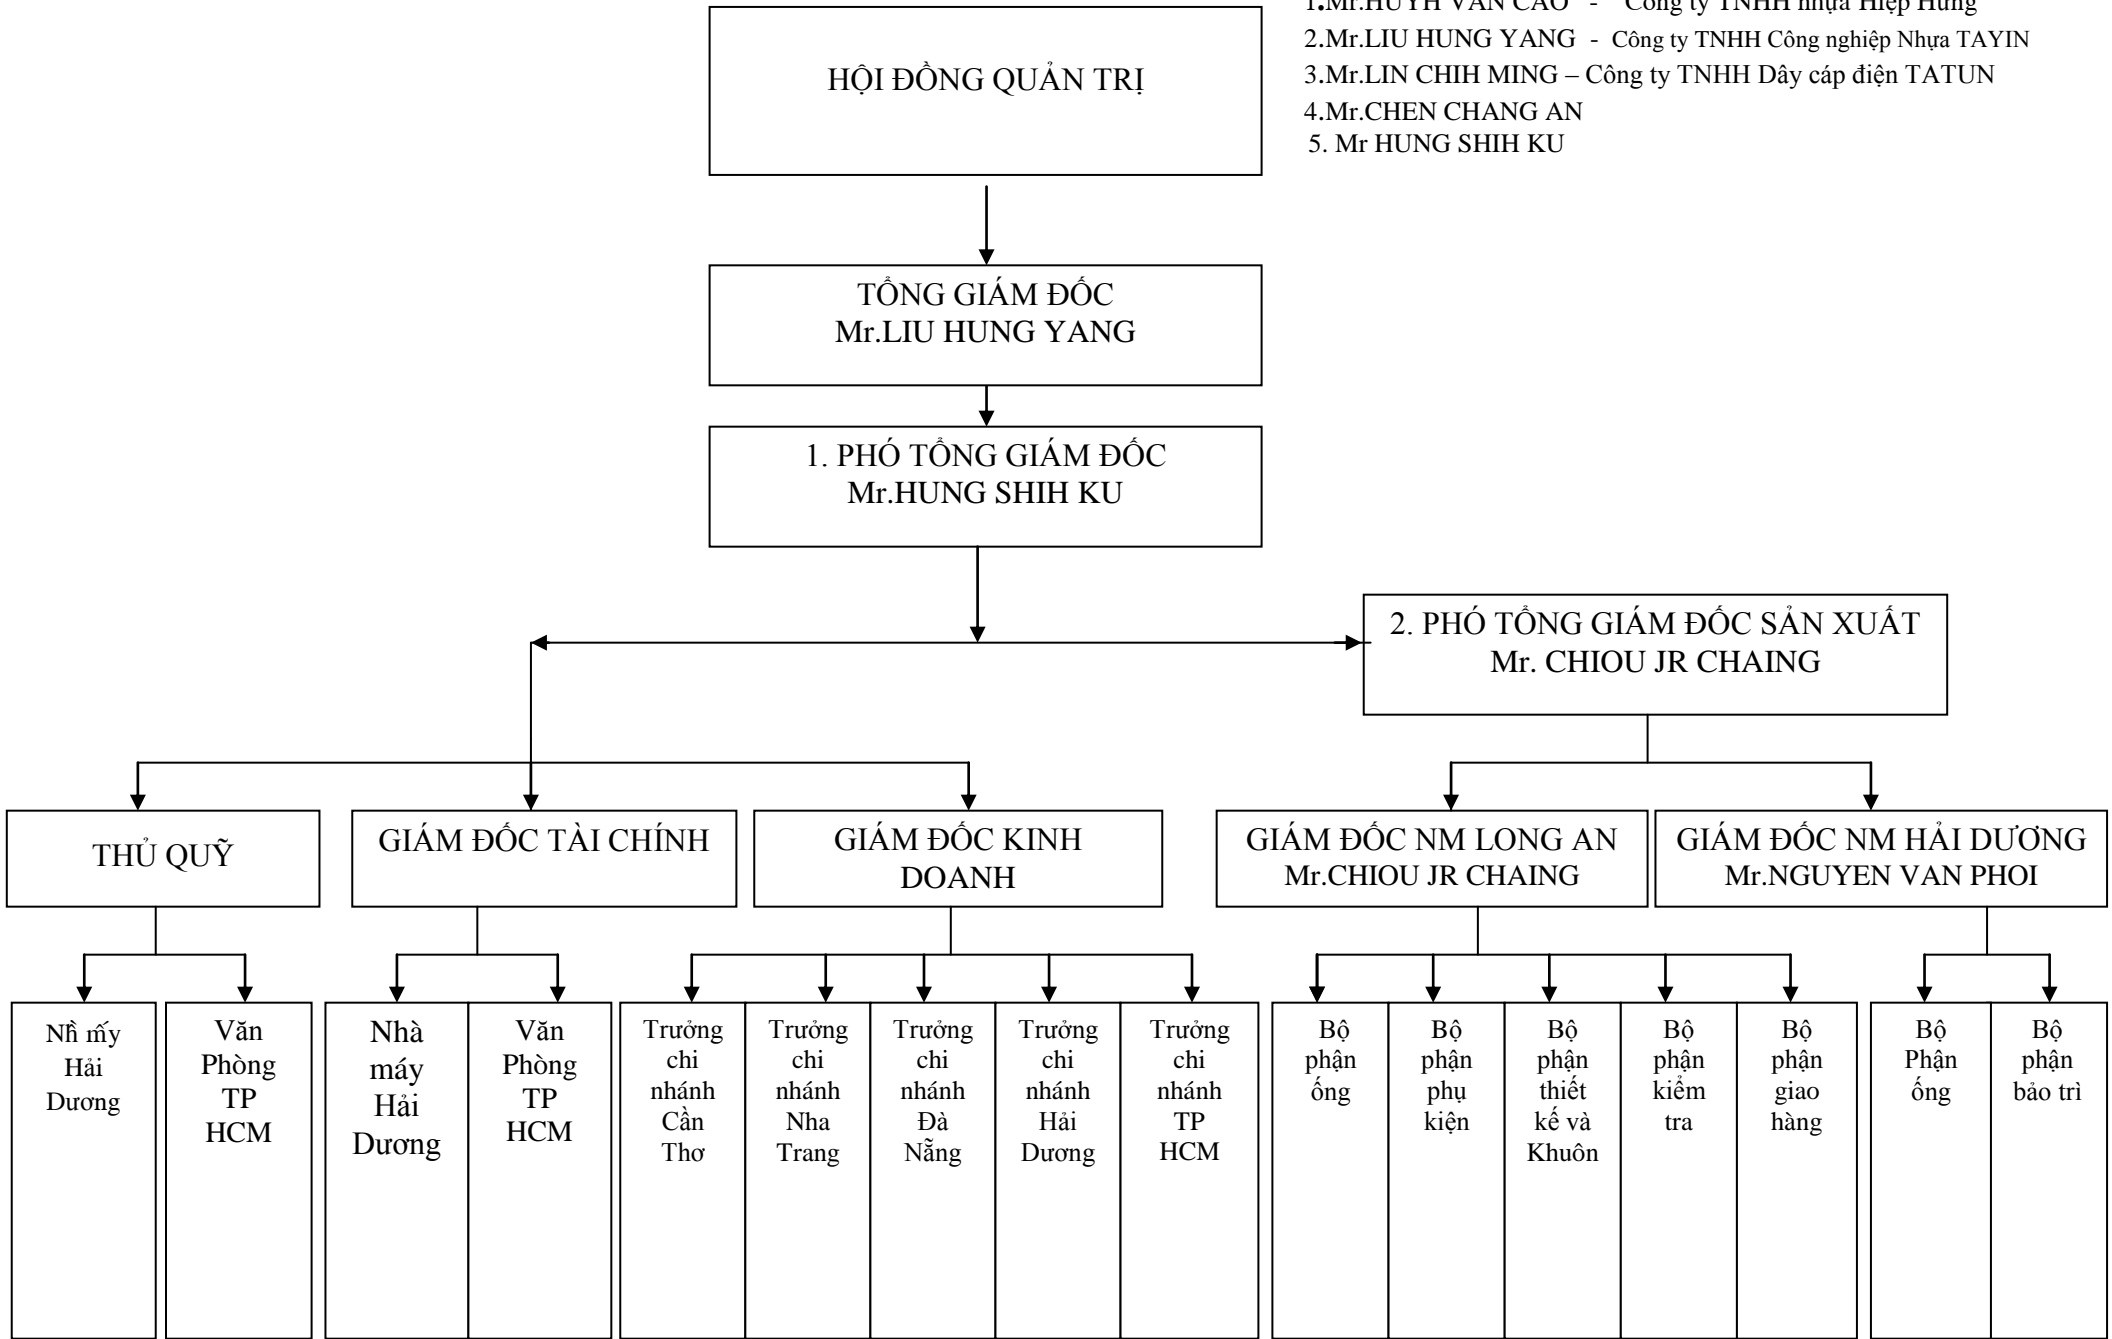 1.Mr.HUYH VAN CAO - Công ty TNHH nhựa Hiệp Hưng
2.Mr.LIU HUNG YANG - Công ty TNHH Công nghiệp Nhựa TAYIN
3.Mr.LIN CHIH MING – Công ty TNHH Dây cáp điện TATUN
4.Mr.CHEN CHANG AN
5. Mr HUNG SHIH KU
HỘI ĐỒNG QUẢN TRỊ
TỔNG GIÁM ĐỐC
Mr.LIU HUNG YANG
1. PHÓ TỔNG GIÁM ĐỐC
Mr.HUNG SHIH KU
2. PHÓ TỔNG GIÁM ĐỐC SẢN XUẤT
Mr. CHIOU JR CHAING
THỦ QUỸ
GIÁM ĐỐC TÀI CHÍNH
GIÁM ĐỐC KINH
DOANH
GIÁM ĐỐC NM LONG AN
Mr.CHIOU JR CHAING
GIÁM ĐỐC NM HẢI DƯƠNG
Mr.NGUYEN VAN PHOI
Hải
Dương
Văn
Phòng
TP
HCM
Nhà
máy
Hải
Dương
Văn
Phòng
TP
HCM
Trưởng
chi
nhánh
Cần
Thơ
Trưởng
chi
nhánh
Nha
Trang
Trưởng
chi
nhánh
Đà
Nẵng
Trưởng
chi
nhánh
Hải
Dương
Trưởng
chi
nhánh
TP
HCM
Bộ
phận
ống
Bộ
phận
phụ
kiện
Bộ
phận
thiết
kế và
Khuôn
Bộ
phận
kiểm
tra
Bộ
phận
giao
hàng
Bộ
Phận
ống
Bộ
phận
bảo trì